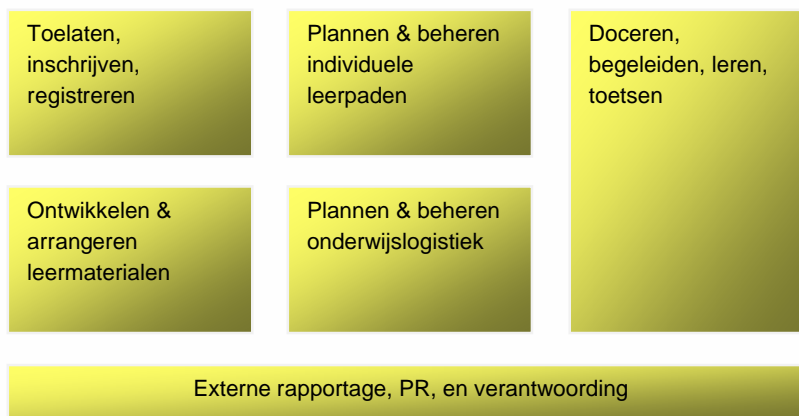 Toelaten,
inschrijven,
registreren
Plannen & beheren
individuele
leerpaden
Doceren,
begeleiden, leren,
toetsen
Ontwikkelen &
arrangeren
leermaterialen
Plannen & beheren
onderwijslogistiek
Externe rapportage, PR, en verantwoording